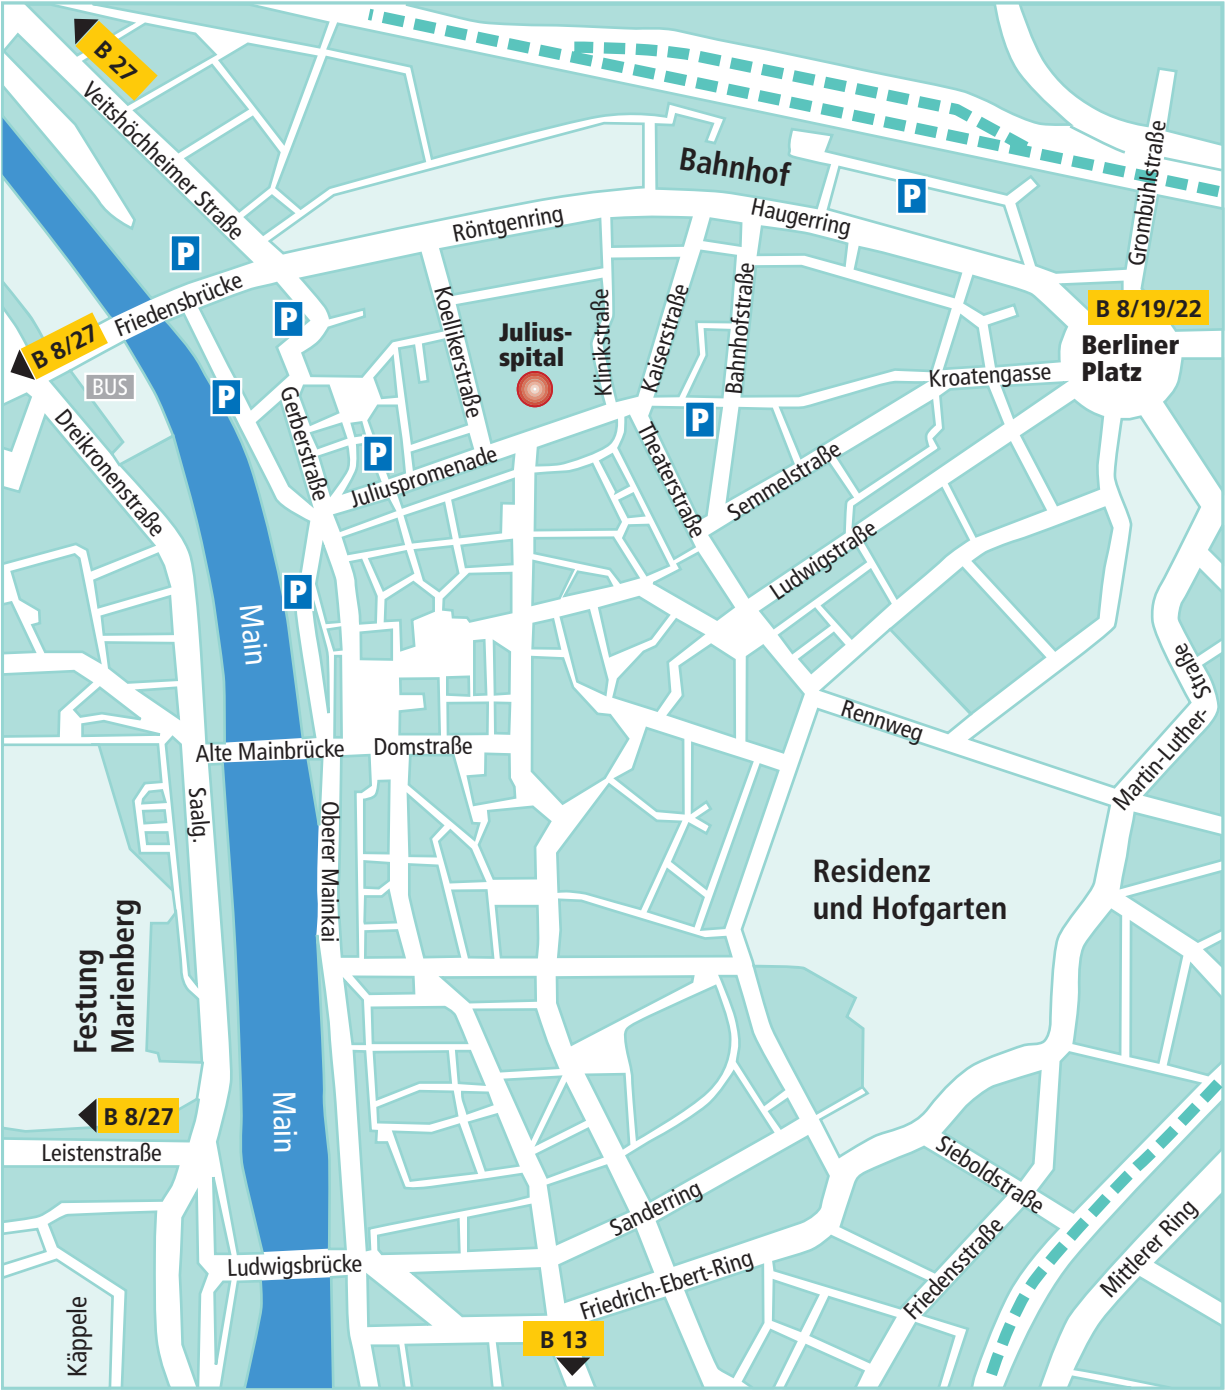 B 27
Veitshöchheimer Straße
Bahnhof
P
Grombühlstraße
Röntgenring
Haugerring
P
Friedensbrücke
P
B 8/27
BUS
Koellikerstraße
Julius-
spital
Klinikstraße
Kaiserstraße
Bahnhofstraße
B 8/19/22
Berliner
Platz
Kroatengasse
P
P
P
Gerberstraße
Dreikronenstraße
Juliuspromenade
Theaterstraße
Semmelstraße
Ludwigstraße
P
Main
Straße
Martin-Luther-
Rennweg
Alte Mainbrücke
Domstraße
Saalg.
Oberer Mainkai
Residenz
und Hofgarten
Festung
Marienberg
B 8/27
Leistenstraße
Main
Sieboldstraße
Sanderring
Friedensstraße
Mittlerer Ring
Ludwigsbrücke
Friedrich-Ebert-Ring
Käppele
B 13